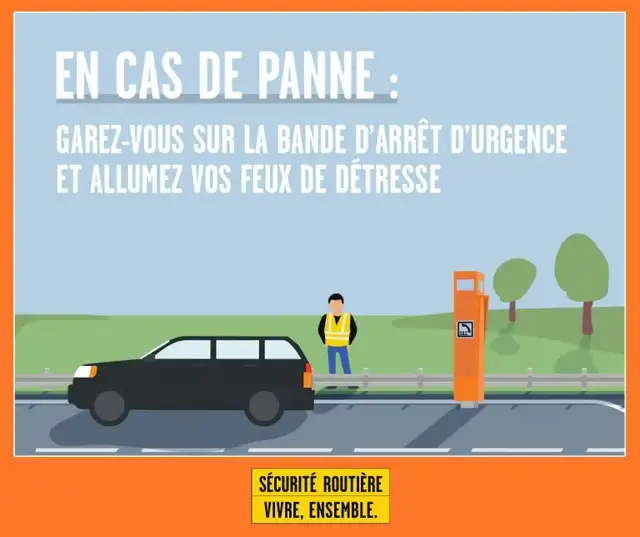 EN CAS DE PANNE :
GAREZ-VOUS SUR LA BANDE D'ARRÊT D'URGENCE
ET ALLUMEZ VOS FEUX DE DÉTRESSE
SÉCURITÉ ROUTIÈRE
VIVRE, ENSEMBLE.